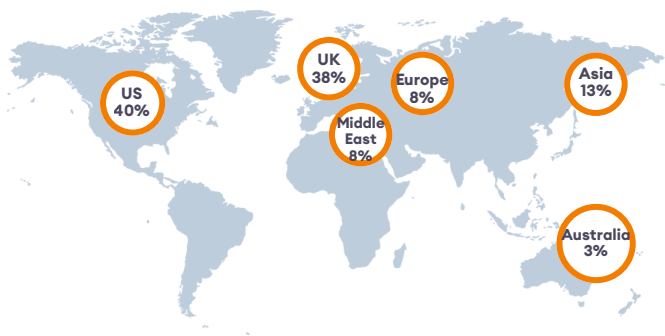 US
40%
UK
38%
Europe
8%
Asia
13%
Middle
East
8%
Australia
3%